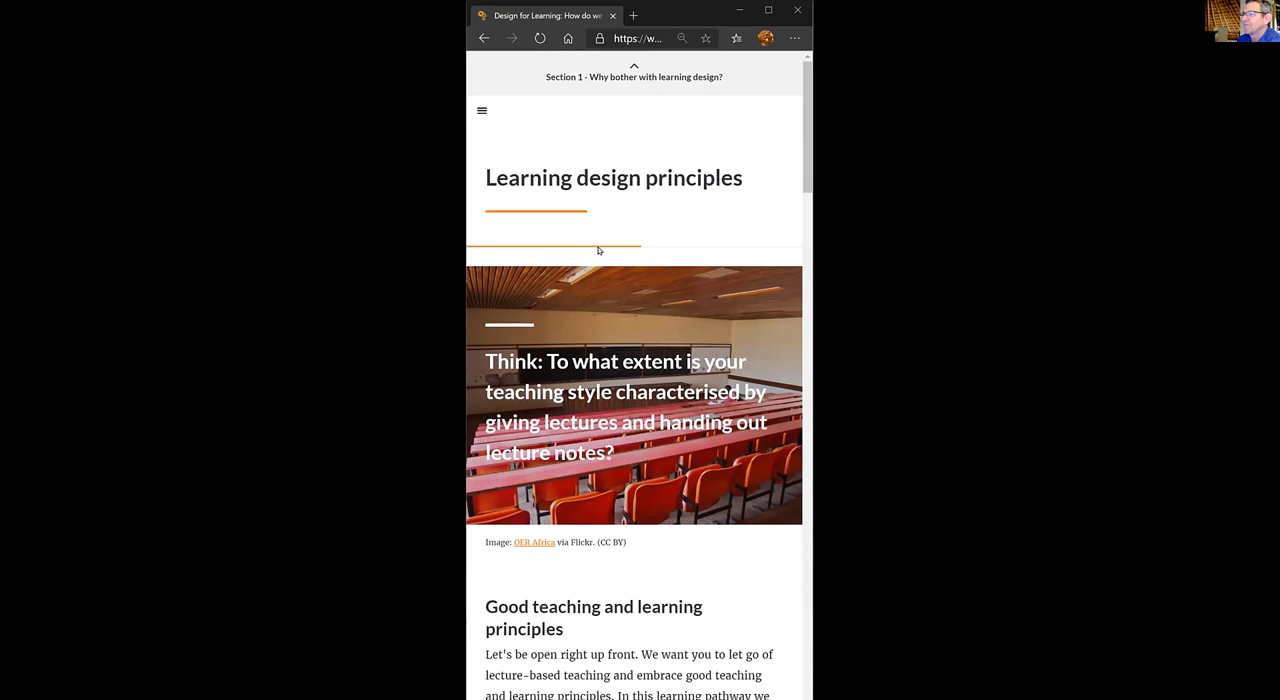 Design for Learning: How do we
https://w...
Section 1 - Why bother with learning design?
Learning design principles
Think: To what extent is your
teaching style characterised by
giving lectures and handing out
lecture notes?
Image: OER Africa via Flickr. (CC BY)
Good teaching and learning
principles
Let's be open right up front. We want you to let go of
lecture-based teaching and embrace good teaching
and learning principles. In this learning pathway we